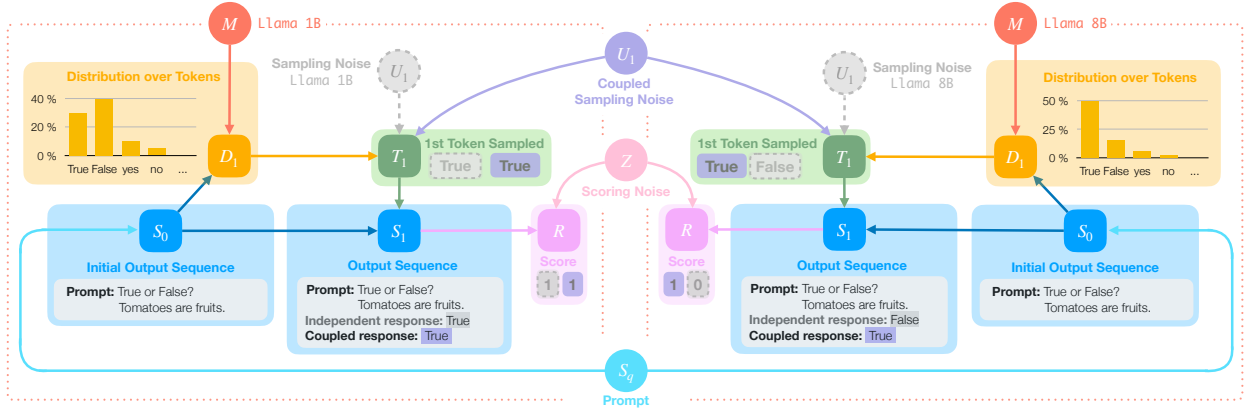 M Llama 1B
M Llama 8B
Sampling Noise
Llama 1B
U1
U1
Coupled
Sampling Noise
U1
Sampling Noise
Llama 8B
Distribution over Tokens
40 %
20 %
0 %
True False yes no ...
D1
T1
1st Token Sampled
True True
Z
Scoring Noise
1st Token Sampled
True False
T1
D1
Distribution over Tokens
50 %
25 %
0 %
True False yes no ...
S0
Initial Output Sequence
Prompt: True or False?
Tomatoes are fruits.
S1
Output Sequence
Prompt: True or False?
Tomatoes are fruits.
Independent response: True
Coupled response: True
R
Score
1 1
R
Score
1 0
S1
Output Sequence
Prompt: True or False?
Tomatoes are fruits.
Independent response: False
Coupled response: True
S0
Initial Output Sequence
Prompt: True or False?
Tomatoes are fruits.
Sq
Prompt